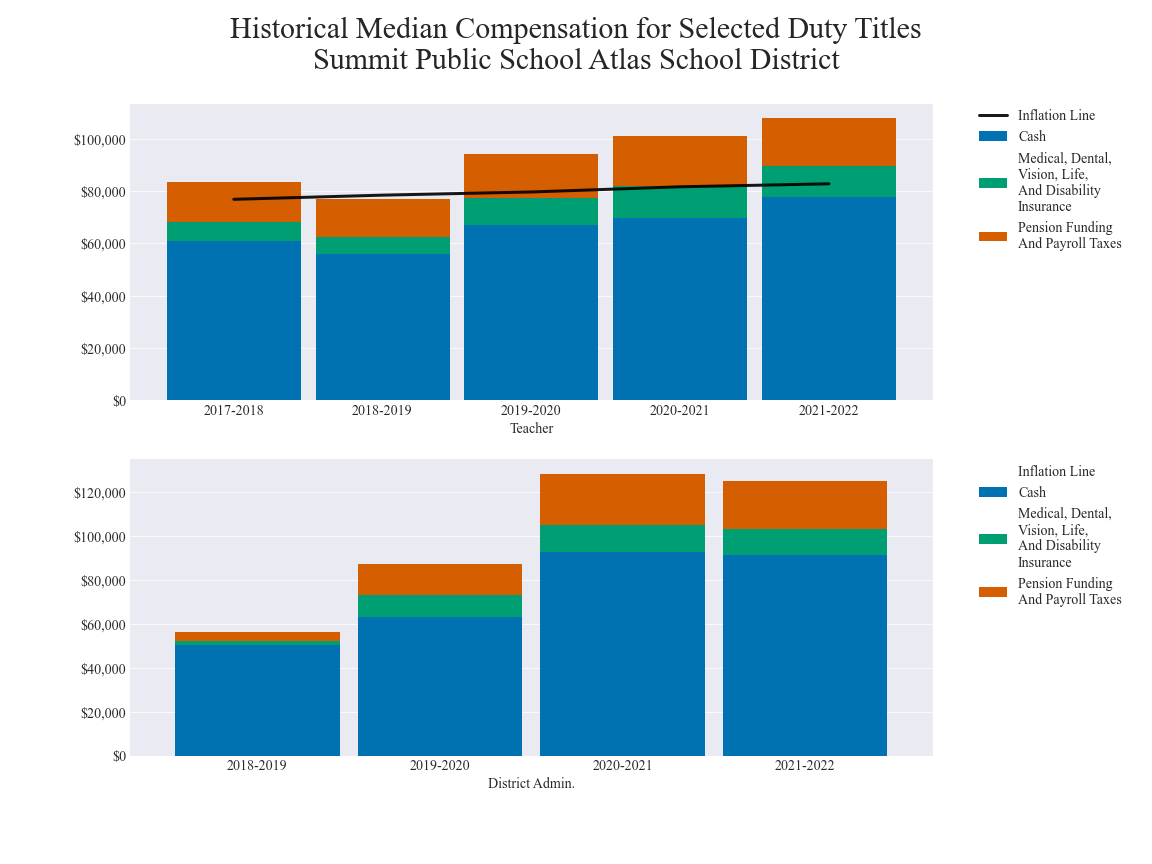 Historical Median Compensation for Selected Duty Titles
Summit Public School Atlas School District
$100,000
$80,000
$60,000
$40,000
$20,000
$0
2017-2018
2018-2019
2019-2020
2020-2021
2021-2022
Teacher
Inflation Line
Cash
Medical, Dental,
Vision, Life,
And Disability
Insurance
Pension Funding
And Payroll Taxes
$120,000
$100,000
$80,000
$60,000
$40,000
$20,000
$0
2018-2019
2019-2020
2020-2021
2021-2022
District Admin.
Inflation Line
Cash
Medical, Dental,
Vision, Life,
And Disability
Insurance
Pension Funding
And Payroll Taxes